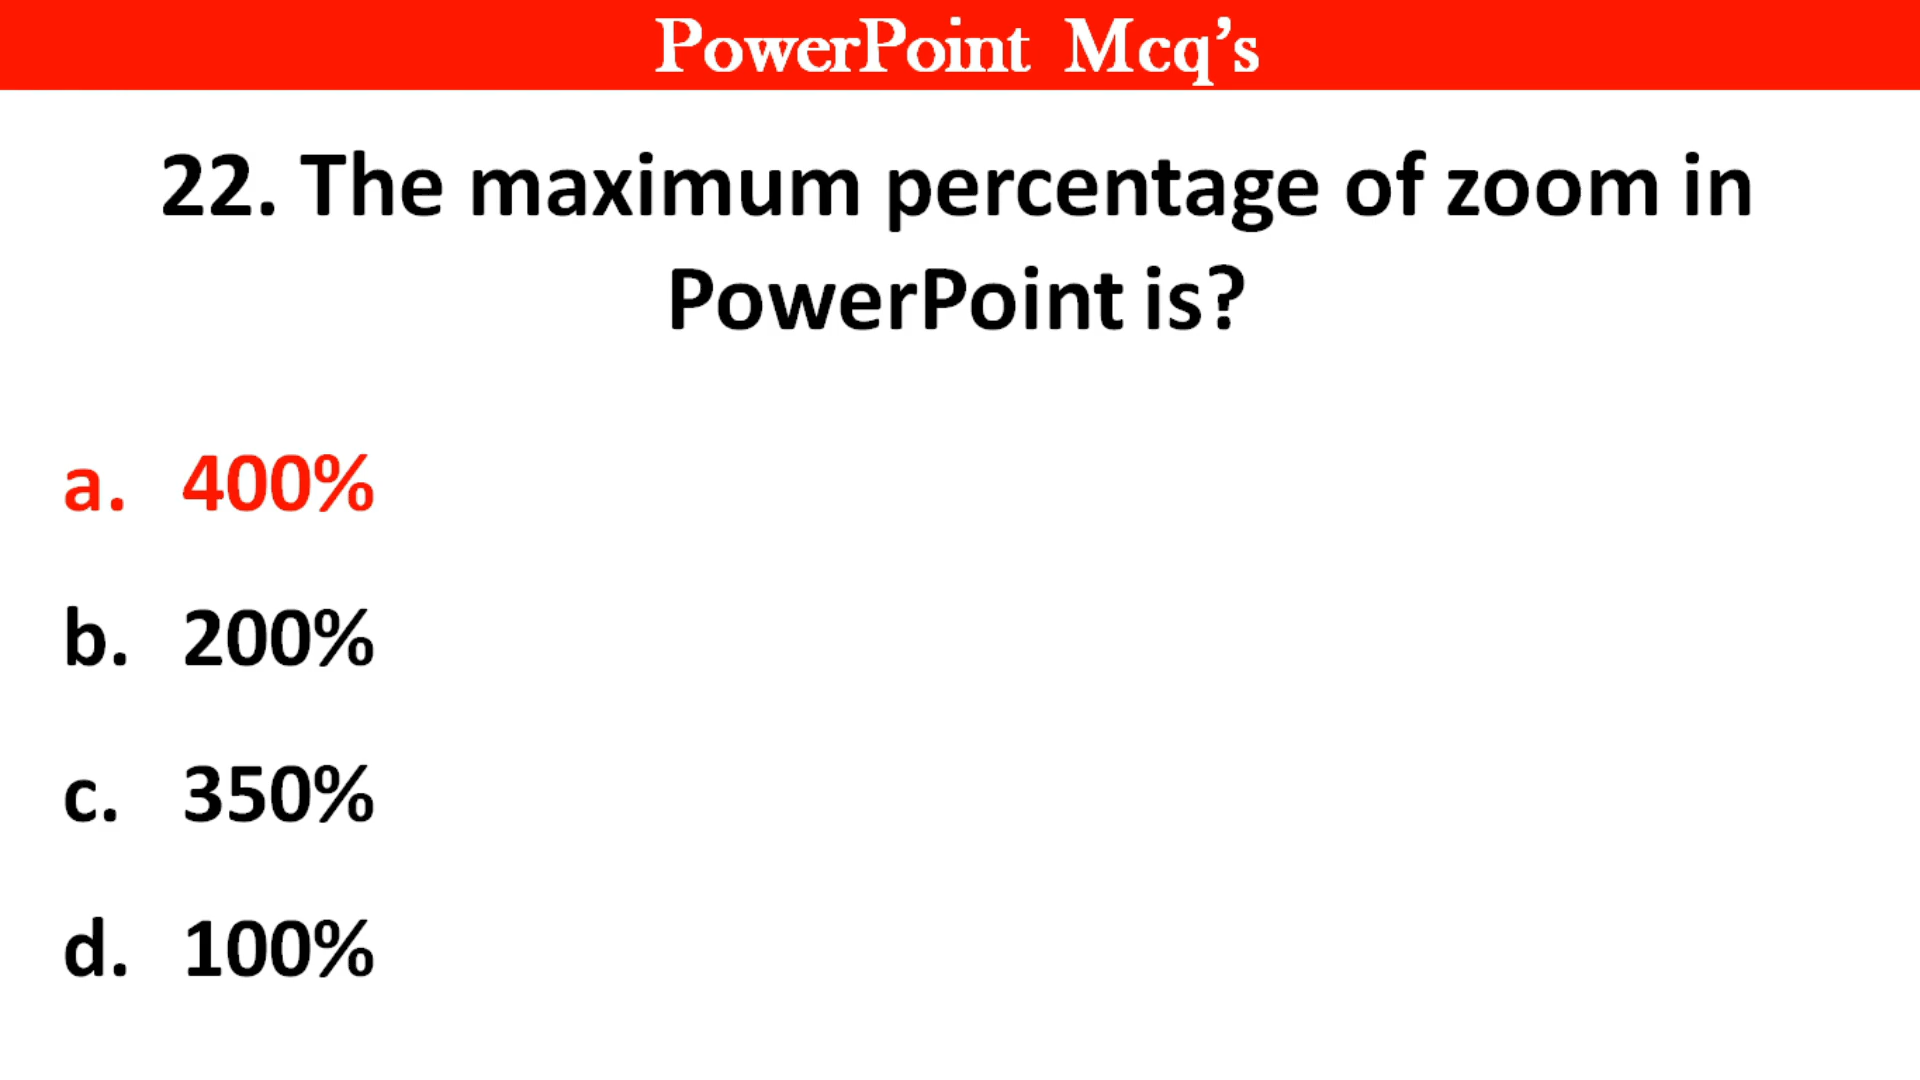 PowerPoint Mcq’s
22. The maximum percentage of zoom in
PowerPoint is?
a. 400%
b. 200%
c. 350%
d. 100%